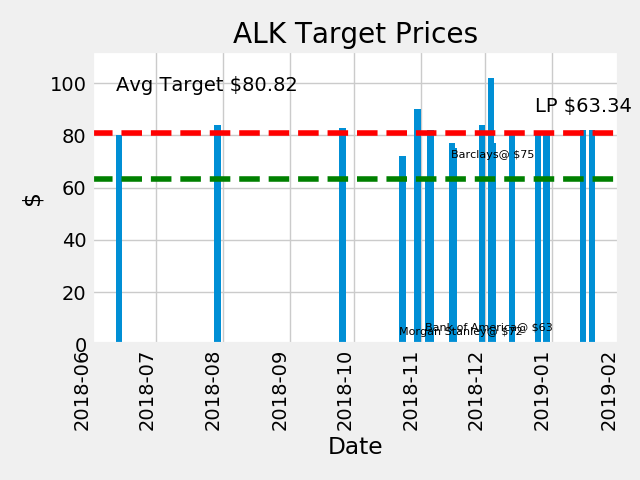 ALK Target Prices
Avg Target $80.82
LP $63.34
Barclays@ $75
Bank of America@ $63
Morgan Stanley@ $72
$
100
80
60
40
20
0
2018-06
2018-07
2018-08
2018-09
2018-10
2018-11
2018-12
2019-01
2019-02
Date